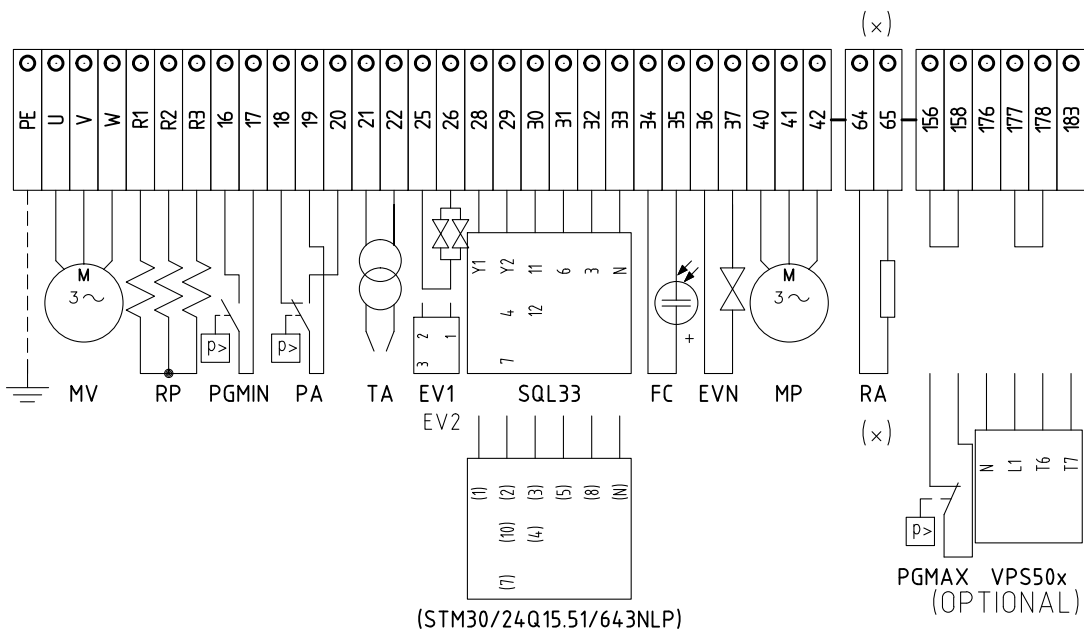 (x)
PE U V W R1 R2 R3 16 17 18 19 20 21 22 25 26 28 29 30 31 32 33 34 35 36 37 40 41 42 64 65 156 158 176 177 178 183
M
3~
p>
p>
2
3
1
Y1 Y2 11 6 3 N
4 12
7
+
M
3~
MV RP PGMIN PA TA EV1 SQL33 FC EVN MP RA
EV2
(x)
(1) (2) (3) (5) (8) (N)
(10) (4)
(7)
(STM30/24Q15.51/643NLP)
N L1 T6 T7
p>
PGMAX VPS50x
(OPTIONAL)